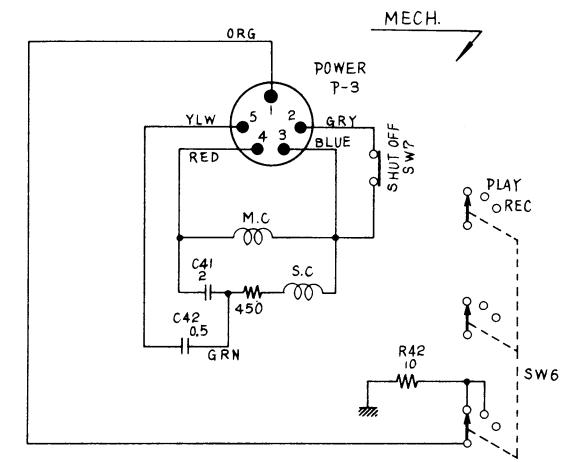 MECH.
ORG
POWER
P-3
YLW
5
2
GRY
1
4
3
RED
BLUE
SHUT OFF
SW7
PLAY
REC
M.C
C41
2
S.C
450
C42
0.5
GRN
R42
10
SW6